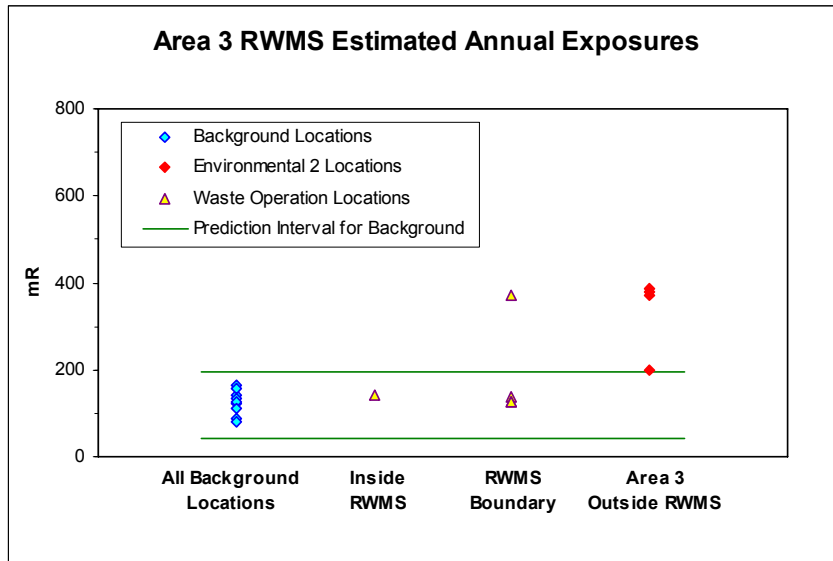 Area 3 RWMS Estimated Annual Exposures
800
600
400
200
0
mR
Background Locations
Environmental 2 Locations
Waste Operation Locations
Prediction Interval for Background
All Background
Locations
Inside
RWMS
RWMS
Boundary
Area 3
Outside RWMS